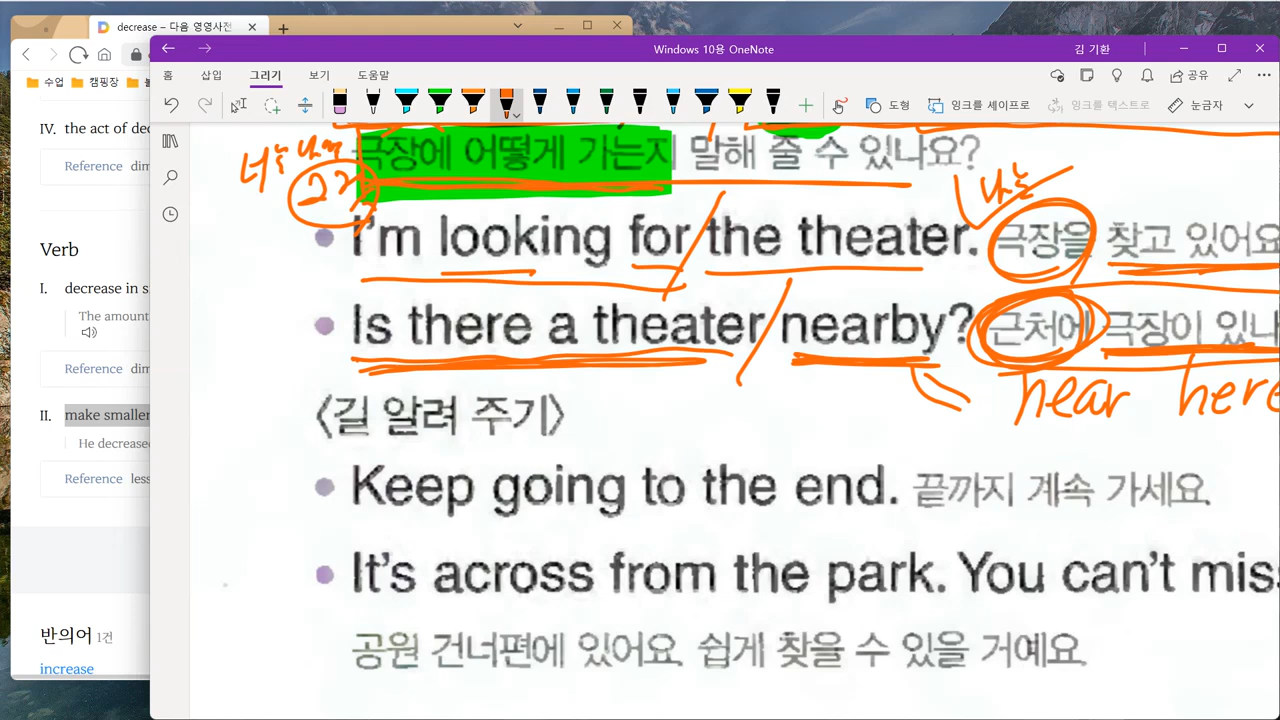 decrease – 다음 영영사전
Windows 10용 OneNote
김 기환
수업
캠핑장
홈 삽입 그리기 보기 도움말
공유
도형
잉크를 셰이프로
잉크를 텍스트로
눈금자
IV. the act of dec
Reference dim
Verb
I. decrease in s
The amount
Reference dim
II. make smaller
He decreased
Reference less
반의어 1건
increase
너는
극장에 어떻게 가는지 말해 줄 수 있나요?
나는
I'm looking for the theater. 극장을 찾고 있어요
Is there a theater nearby? 근처에 극장이 있나
near here
〈길 알려 주기〉
Keep going to the end. 끝까지 계속 가세요.
It's across from the park. You can't miss
공원 건너편에 있어요. 쉽게 찾을 수 있을 거예요.